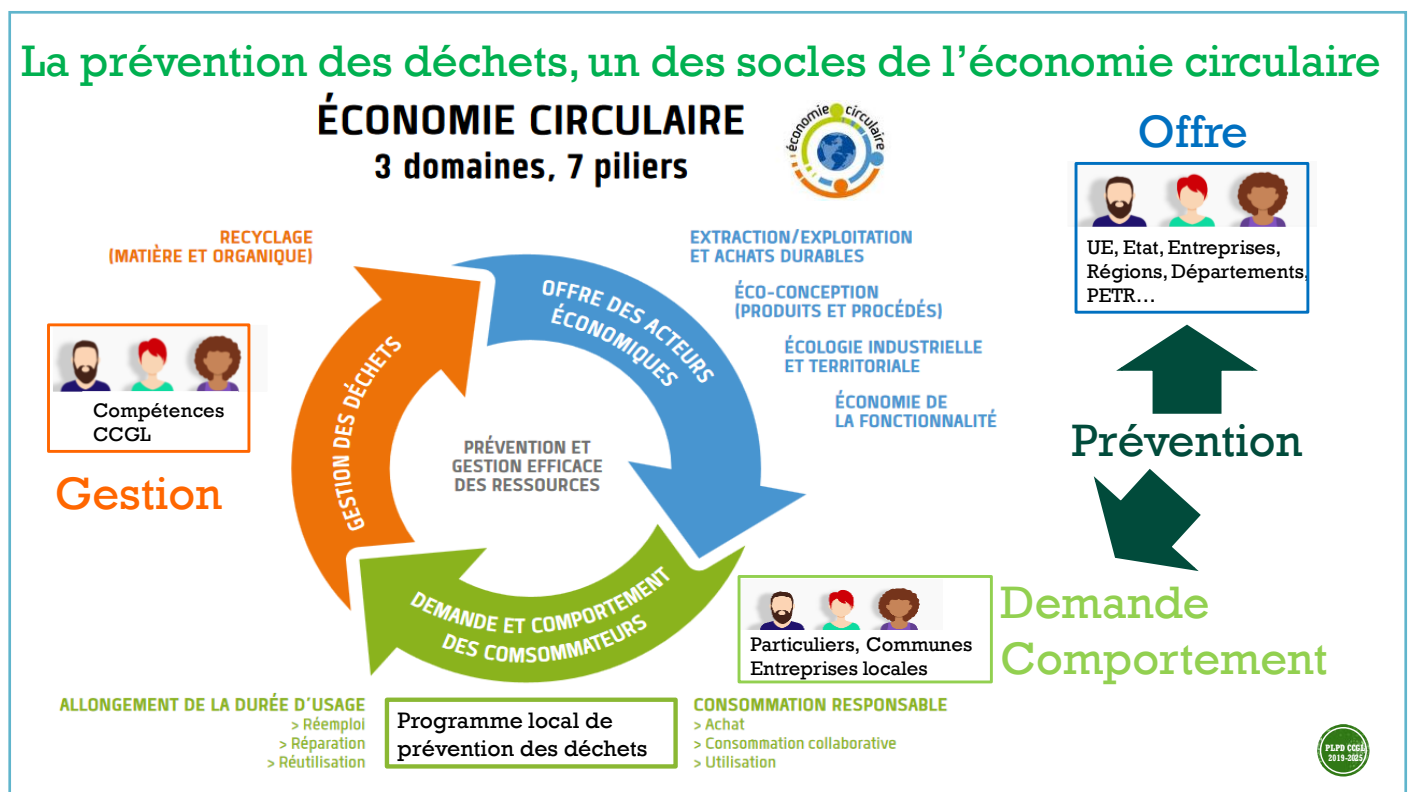 La prévention des déchets, un des socles de l’économie circulaire
ÉCONOMIE CIRCULAIRE
3 domaines, 7 piliers
économie circulaire
Offre
UE, Etat, Entreprises,
Régions, Départements,
PETR…
RECYCLAGE
(MATIÈRE ET ORGANIQUE)
EXTRACTION/EXPLOITATION
ET ACHATS DURABLES
ÉCO-CONCEPTION
(PRODUITS ET PROCÉDÉS)
ÉCOLOGIE INDUSTRIELLE
ET TERRITORIALE
ÉCONOMIE DE
LA FONCTIONNALITÉ
OFFRE DES ACTEURS
ÉCONOMIQUES
GESTION DES DÉCHETS
Compétences
CCGL
Gestion
PRÉVENTION ET
GESTION EFFICACE
DES RESSOURCES
Prévention
DEMANDE ET COMPORTEMENT
DES COMSOMMATEURS
Particuliers, Communes
Entreprises locales
Demande
Comportement
ALLONGEMENT DE LA DURÉE D’USAGE
> Réemploi
> Réparation
> Réutilisation
Programme local de
prévention des déchets
CONSOMMATION RESPONSABLE
> Achat
> Consommation collaborative
> Utilisation
PLPD CCGL
2019-2025